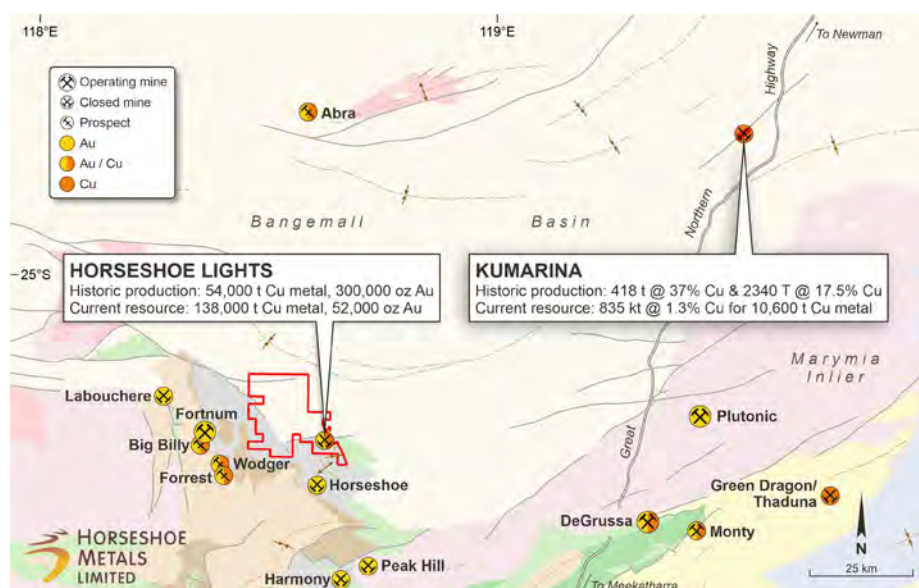 118°E
119°E
To Newman
Operating mine
Closed mine
Prospect
Au
Au / Cu
Cu
Abra
Highway
Northern
Great
Bangemall Basin
25°S
HORSESHOE LIGHTS
Historic production: 54,000 t Cu metal, 300,000 oz Au
Current resource: 138,000 t Cu metal, 52,000 oz Au
KUMARINA
Historic production: 418 t @ 37% Cu & 2340 T @ 17.5% Cu
Current resource: 835 kt @ 1.3% Cu for 10,600 t Cu metal
Marymia
Inlier
Labouchere
Fortnum
Big Billy
Wodger
Forrest
Horseshoe
Plutonic
Green Dragon/
Thaduna
DeGrussa
Monty
Peak Hill
Harmony
HORSESHOE
METALS
LIMITED
To Meekatharra
N
25 km